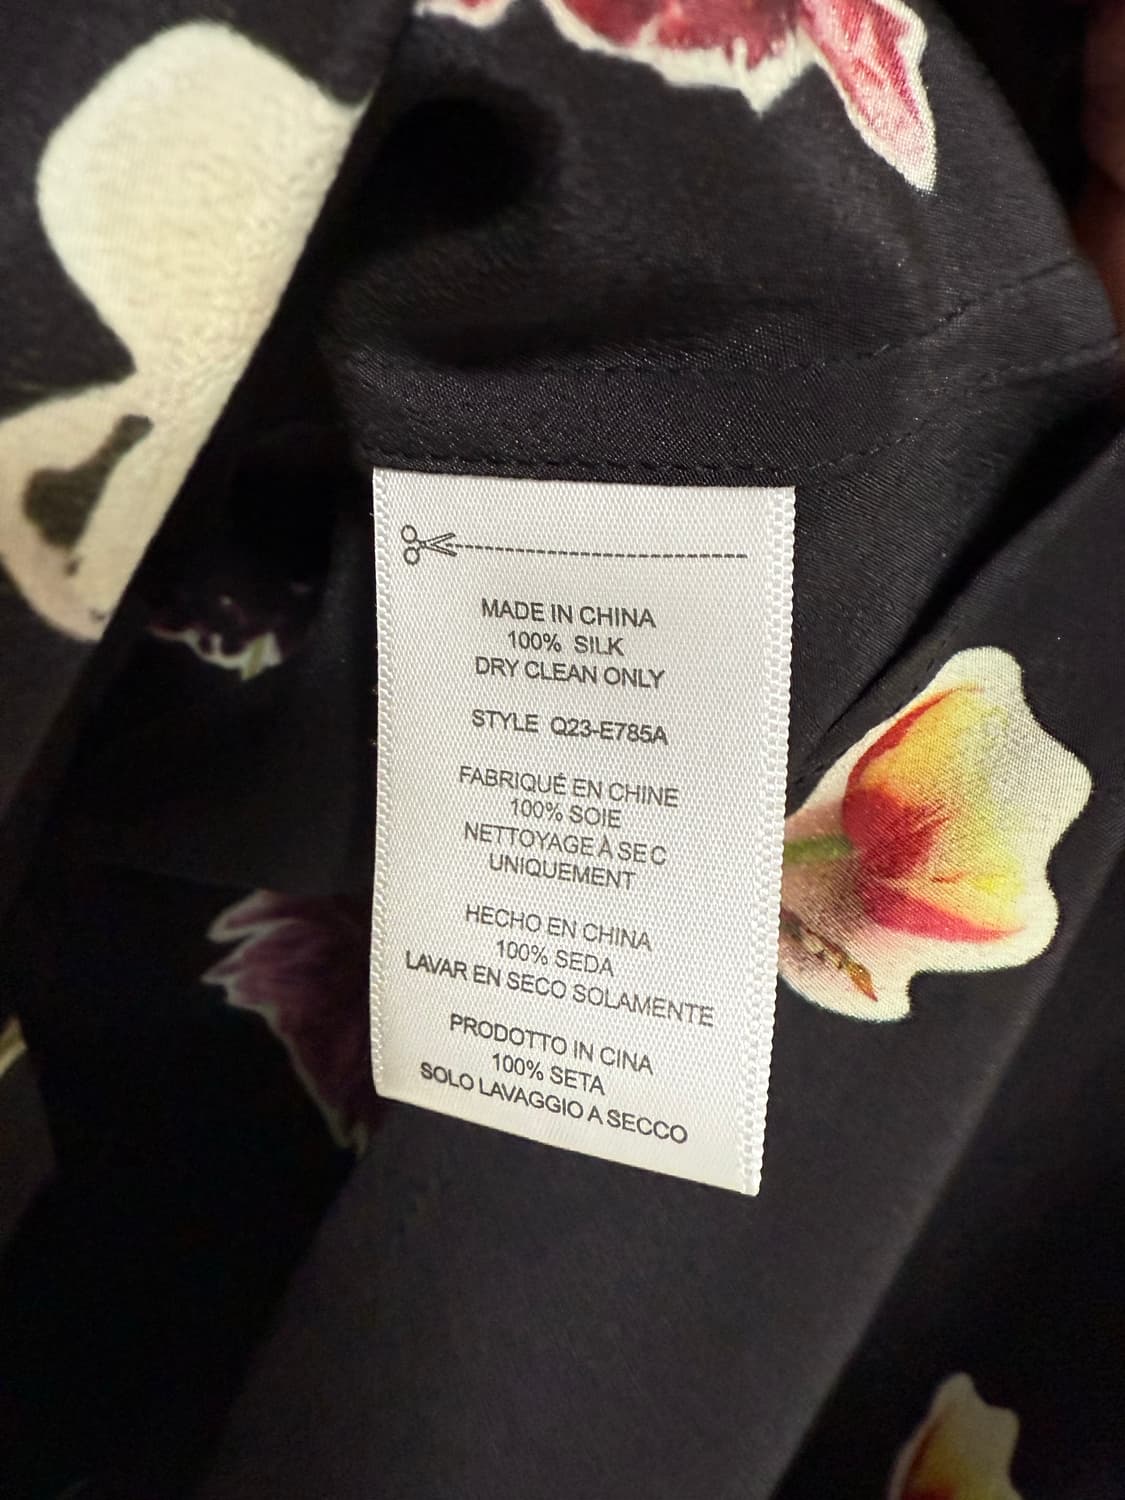 MADE IN CHINA
100% SILK
DRY CLEAN ONLY
STYLE Q23-E785A
FABRIQUÉ EN CHINE
100% SOIE
NETTOYAGE À SEC
UNIQUEMENT
HECHO EN CHINA
100% SEDA
LAVAR EN SECO SOLAMENTE
PRODOTTO IN CINA
100% SETA
SOLO LAVAGGIO A SECCO